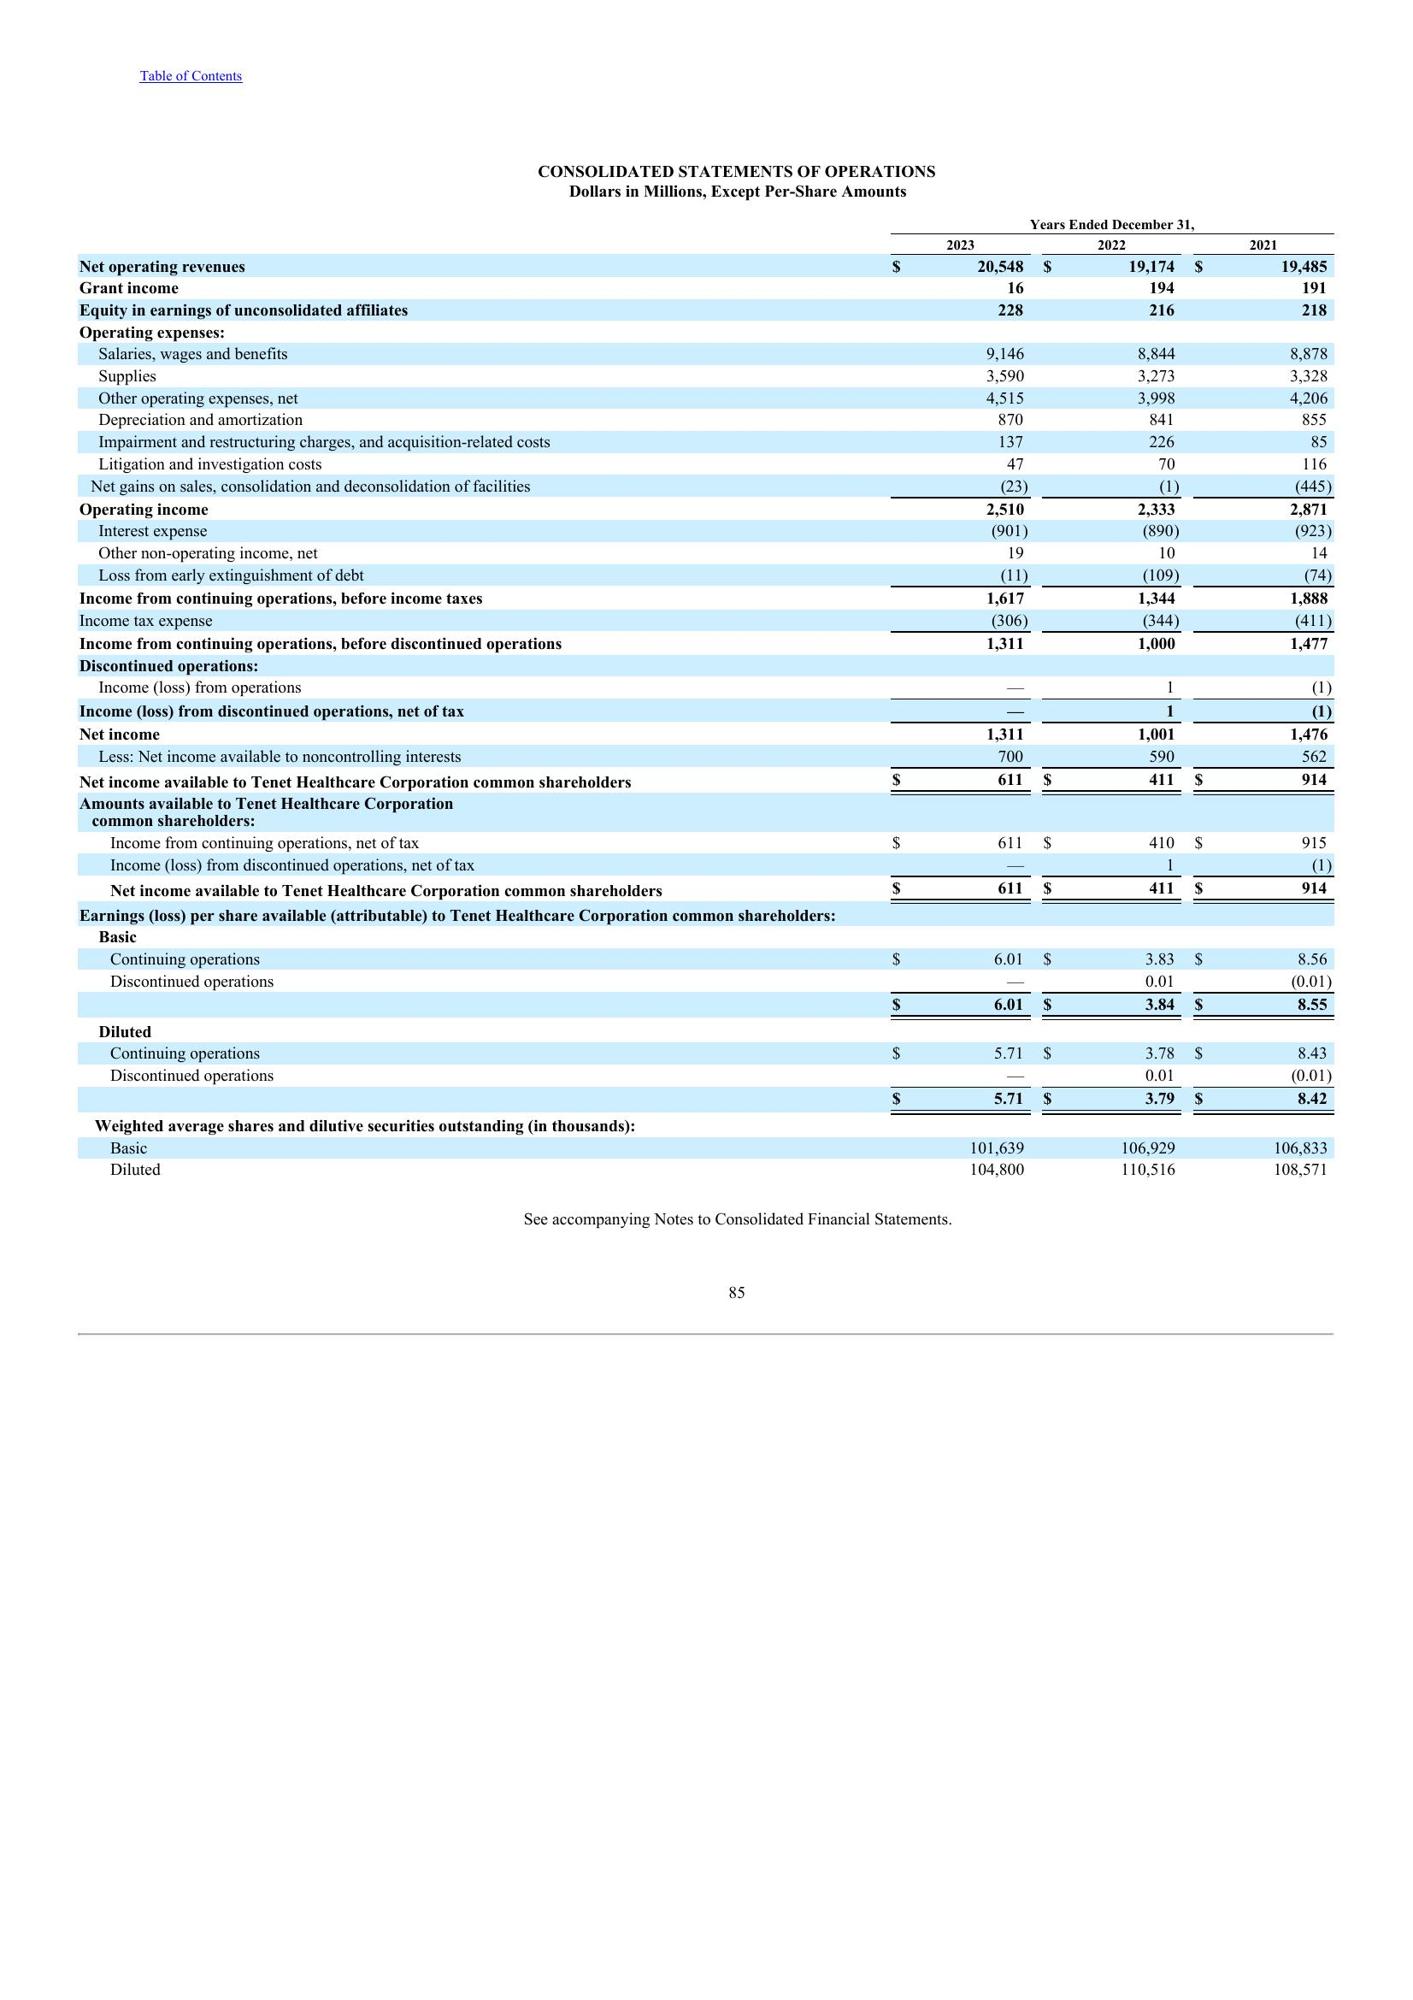 Table of Contents
CONSOLIDATED STATEMENTS OF OPERATIONS
Dollars in Millions, Except Per-Share Amounts
Years Ended December 31,
2023 2022 2021
Net operating revenues $ 20,548 $ 19,174 $ 19,485
Grant income 16 194 191
Equity in earnings of unconsolidated affiliates 228 216 218
Operating expenses:
Salaries, wages and benefits 9,146 8,844 8,878
Supplies 3,590 3,273 3,328
Other operating expenses, net 4,515 3,998 4,206
Depreciation and amortization 870 841 855
Impairment and restructuring charges, and acquisition-related costs 137 226 85
Litigation and investigation costs 47 70 116
Net gains on sales, consolidation and deconsolidation of facilities (23) (1) (445)
Operating income 2,510 2,333 2,871
Interest expense (901) (890) (923)
Other non-operating income, net 19 10 14
Loss from early extinguishment of debt (11) (109) (74)
Income from continuing operations, before income taxes 1,617 1,344 1,888
Income tax expense (306) (344) (411)
Income from continuing operations, before discontinued operations 1,311 1,000 1,477
Discontinued operations:
Income (loss) from operations — 1 (1)
Income (loss) from discontinued operations, net of tax — 1 (1)
Net income 1,311 1,001 1,476
Less: Net income available to noncontrolling interests 700 590 562
Net income available to Tenet Healthcare Corporation common shareholders $ 611 $ 411 $ 914
Amounts available to Tenet Healthcare Corporation
common shareholders:
Income from continuing operations, net of tax $ 611 $ 410 $ 915
Income (loss) from discontinued operations, net of tax — 1 (1)
Net income available to Tenet Healthcare Corporation common shareholders $ 611 $ 411 $ 914
Earnings (loss) per share available (attributable) to Tenet Healthcare Corporation common shareholders:
Basic
Continuing operations $ 6.01 $ 3.83 $ 8.56
Discontinued operations — 0.01 (0.01)
$ 6.01 $ 3.84 $ 8.55
Diluted
Continuing operations $ 5.71 $ 3.78 $ 8.43
Discontinued operations — 0.01 (0.01)
$ 5.71 $ 3.79 $ 8.42
Weighted average shares and dilutive securities outstanding (in thousands):
Basic 101,639 106,929 106,833
Diluted 104,800 110,516 108,571
See accompanying Notes to Consolidated Financial Statements.
85